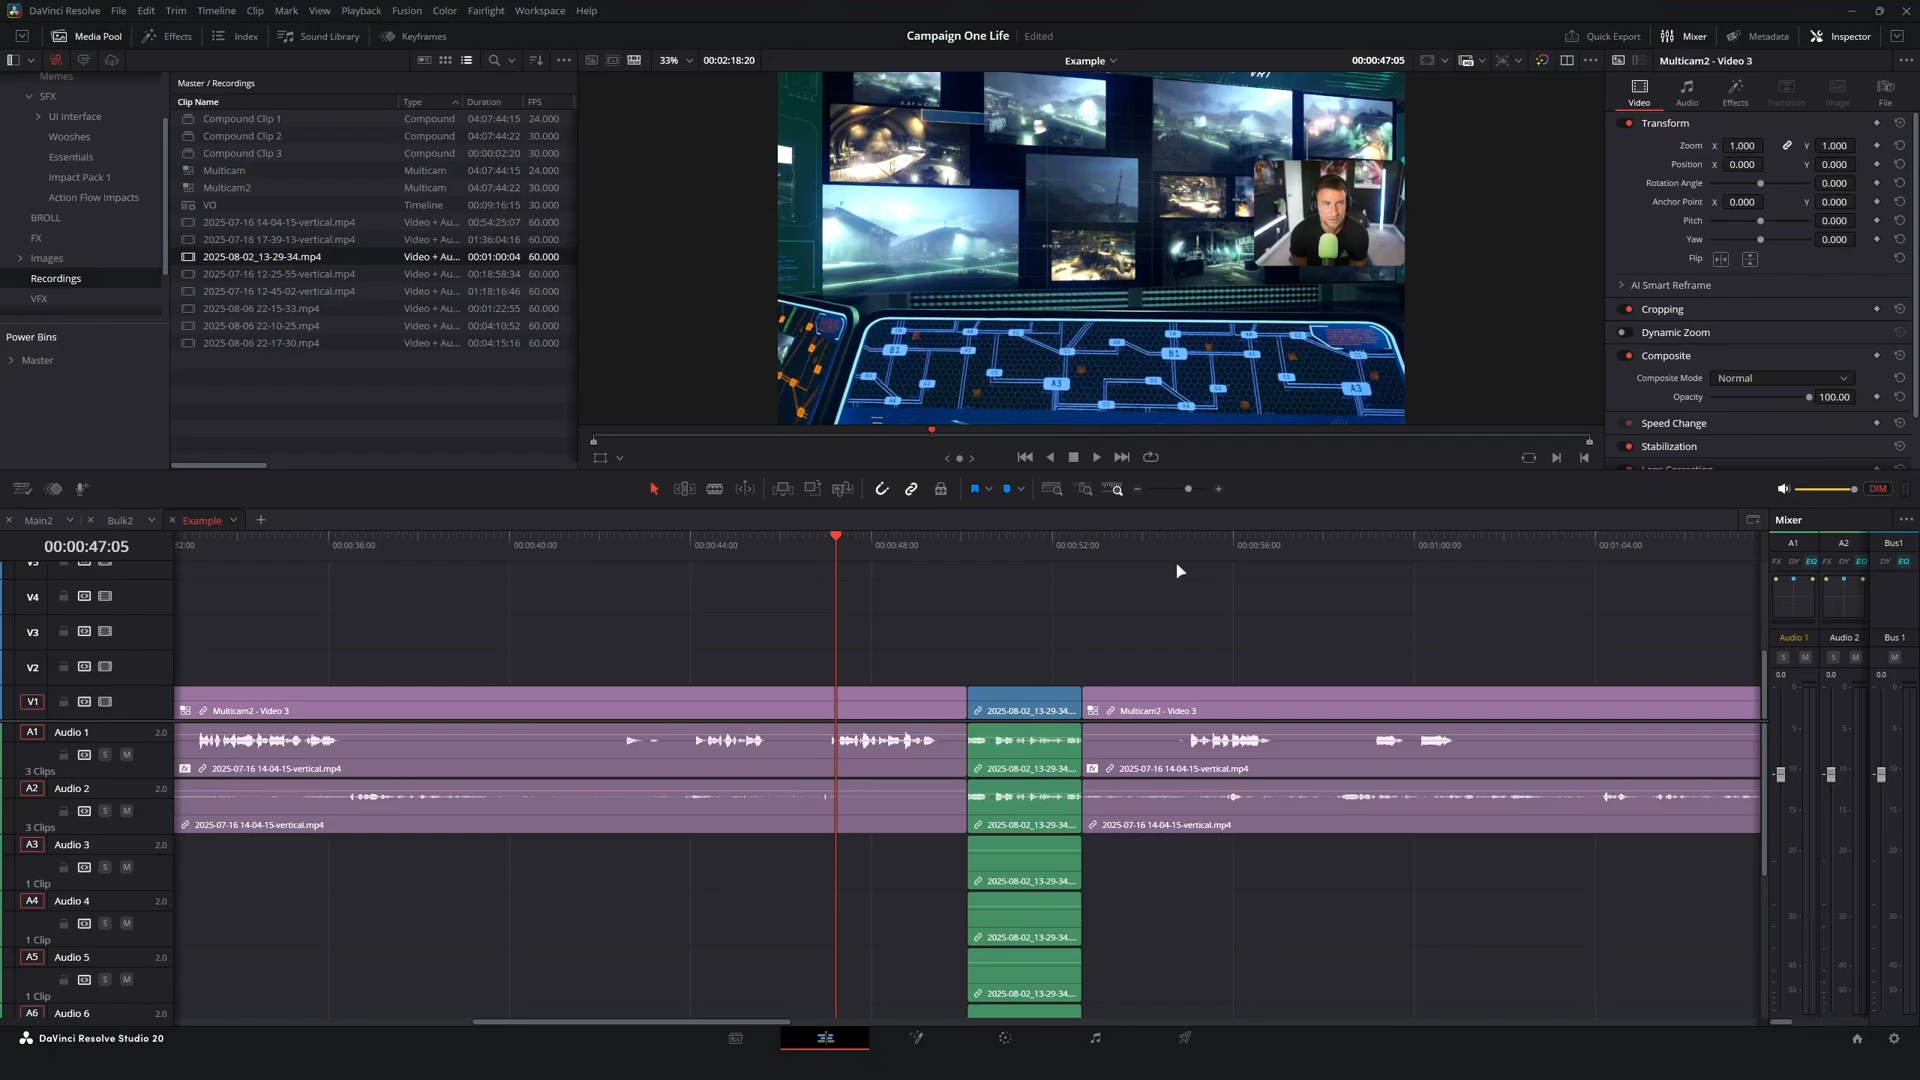 DaVinci Resolve File Edit Trim Timeline Clip Mark View Playback Fusion Color Fairlight Workspace Help
Media Pool Effects Index Sound Library Keyframes Campaign One Life Edited Quick Export Mixer Metadata Inspector
33% 00:02:18:20 Example 00:00:47:05 Multicam2 - Video 3
Memes
SFX
UI Interface
Wooshes
Essentials
Impact Pack 1
Action Flow Impacts
BROLL
FX
Images
Recordings
VFX
Power Bins
Master
Master / Recordings
Clip Name Type Duration FPS
Compound Clip 1 Compound 04:07:44:15 24.000
Compound Clip 2 Compound 04:07:44:22 30.000
Compound Clip 3 Compound 00:00:02:20 30.000
Multicam Multicam 04:07:44:15 24.000
Multicam2 Multicam 04:07:44:22 30.000
VO Timeline 00:09:16:15 30.000
2025-07-16 14-04-15-vertical.mp4 Video + Au... 00:54:25:07 60.000
2025-07-16 17-39-13-vertical.mp4 Video + Au... 01:36:04:16 60.000
2025-08-02_13-29-34.mp4 Video + Au... 00:01:00:04 60.000
2025-07-16 12-25-55-vertical.mp4 Video + Au... 00:18:58:34 60.000
2025-07-16 12-45-02-vertical.mp4 Video + Au... 01:18:16:46 60.000
2025-08-06 22-15-33.mp4 Video + Au... 00:01:22:55 60.000
2025-08-06 22-10-25.mp4 Video + Au... 00:04:10:52 60.000
2025-08-06 22-17-30.mp4 Video + Au... 00:04:15:16 60.000
B1
B1
A3
A3
Video Audio Effects Transition Image File
Transform
Zoom X 1.000 Y 1.000
Position X 0.000 Y 0.000
Rotation Angle 0.000
Anchor Point X 0.000 Y 0.000
Pitch 0.000
Yaw 0.000
Flip
AI Smart Reframe
Cropping
Dynamic Zoom
Composite
Composite Mode Normal
Opacity 100.00
Speed Change
Stabilization
DIM
Main2 Bulk2 Example
Mixer
00:00:47:05
32:00 00:00:36:00 00:00:40:00 00:00:44:00 00:00:48:00 00:00:52:00 00:00:56:00 00:01:00:00 00:01:04:00
A1 A2 Bus1
FX DY EQ FX DY EQ DY EQ
Audio 1 Audio 2 Bus 1
S M S M M
0.0 0.0 0.0
V4
V3
V2
V1
Multicam2 - Video 3 2025-08-02_13-29-34.... Multicam2 - Video 3
A1 Audio 1 2.0
S M
3 Clips
2025-07-16 14-04-15-vertical.mp4 2025-08-02_13-29-34.... 2025-07-16 14-04-15-vertical.mp4
A2 Audio 2 2.0
S M
3 Clips
2025-07-16 14-04-15-vertical.mp4 2025-08-02_13-29-34.... 2025-07-16 14-04-15-vertical.mp4
A3 Audio 3 2.0
S M
1 Clip
2025-08-02_13-29-34....
A4 Audio 4 2.0
S M
1 Clip
2025-08-02_13-29-34....
A5 Audio 5 2.0
S M
1 Clip
2025-08-02_13-29-34....
A6 Audio 6 2.0
DaVinci Resolve Studio 20